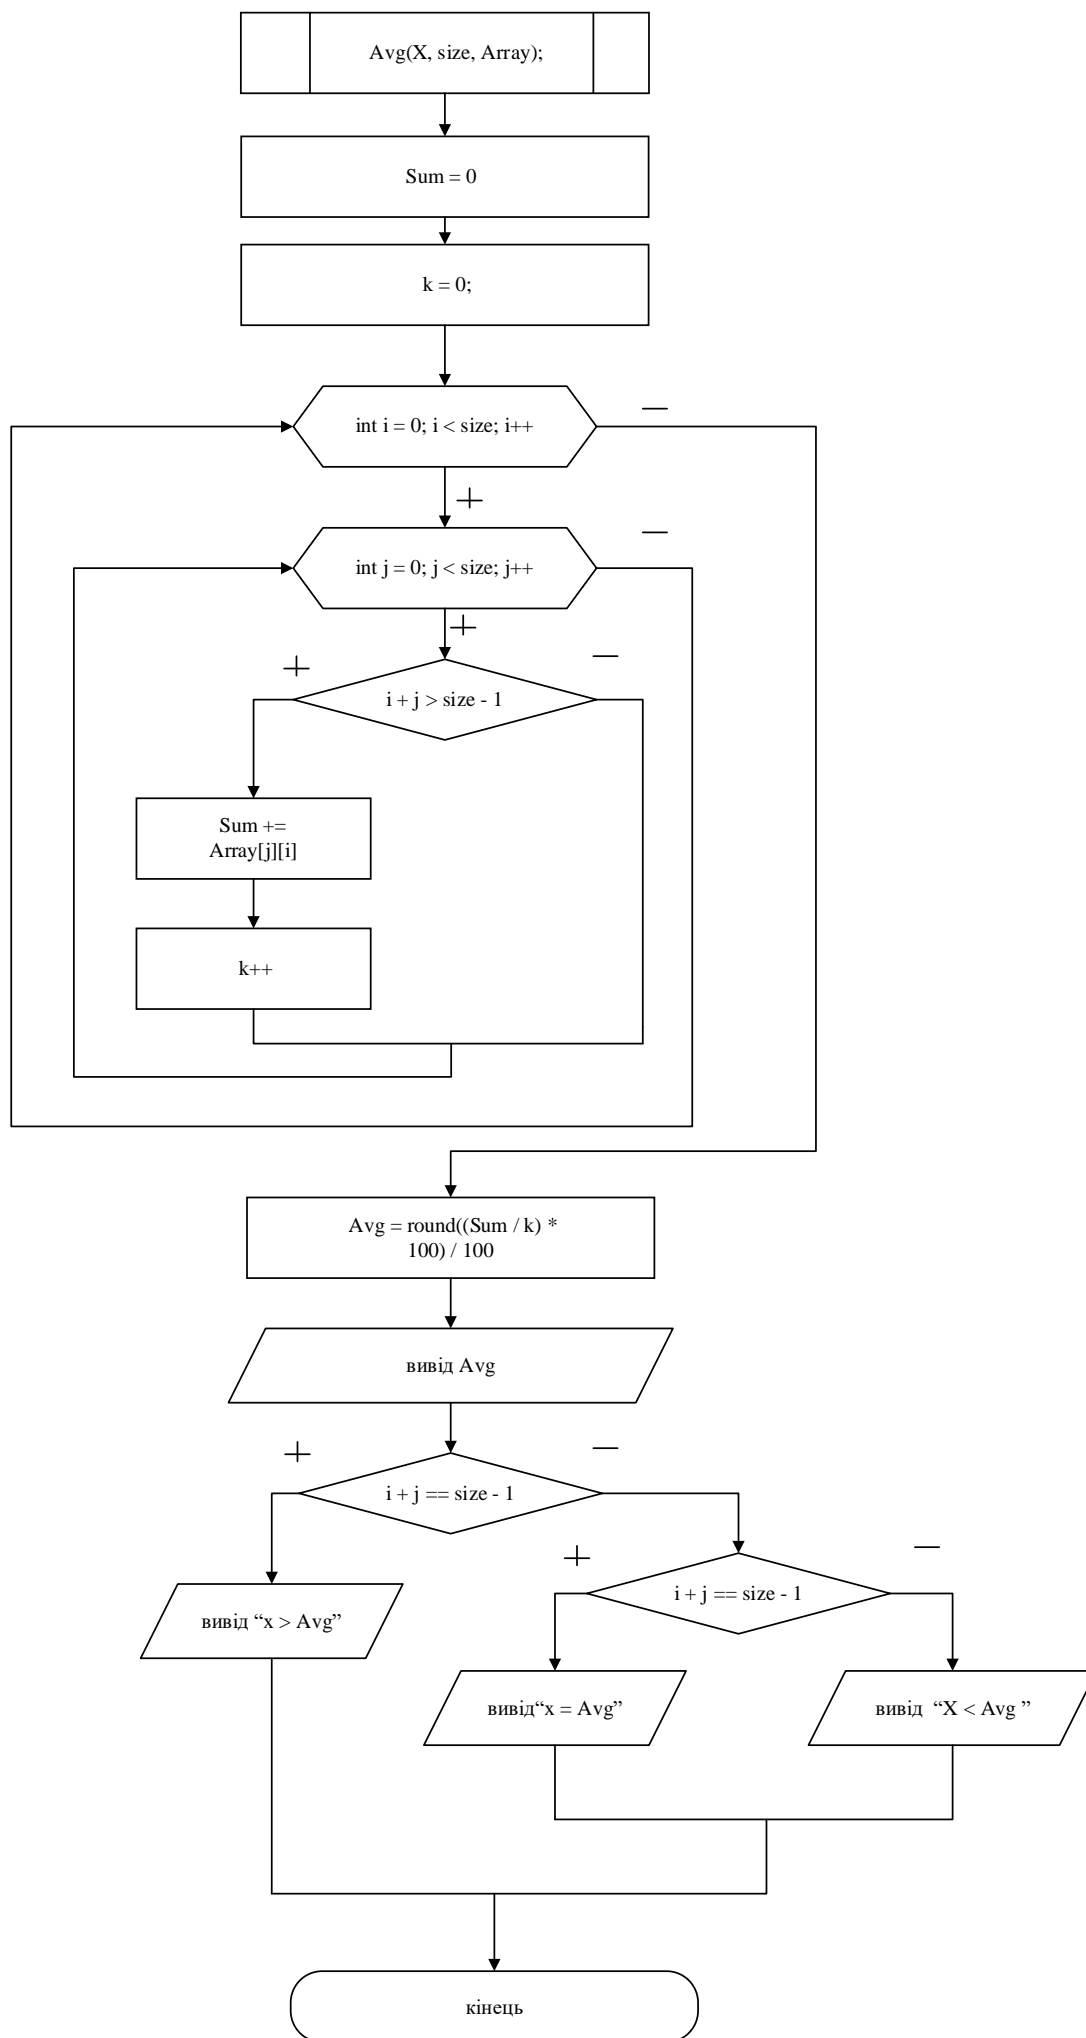 Avg(X, size, Array);
Sum = 0
k = 0;
int i = 0; i < size; i++
−
+
int j = 0; j < size; j++
−
+
+
−
i + j > size - 1
Sum +=
Array[j][i]
k++
Avg = round((Sum / k) *
100) / 100
вивід Avg
+
−
i + j == size - 1
+
−
i + j == size - 1
вивід “x > Avg”
вивід“x = Avg”
вивід “X < Avg ”
кінець